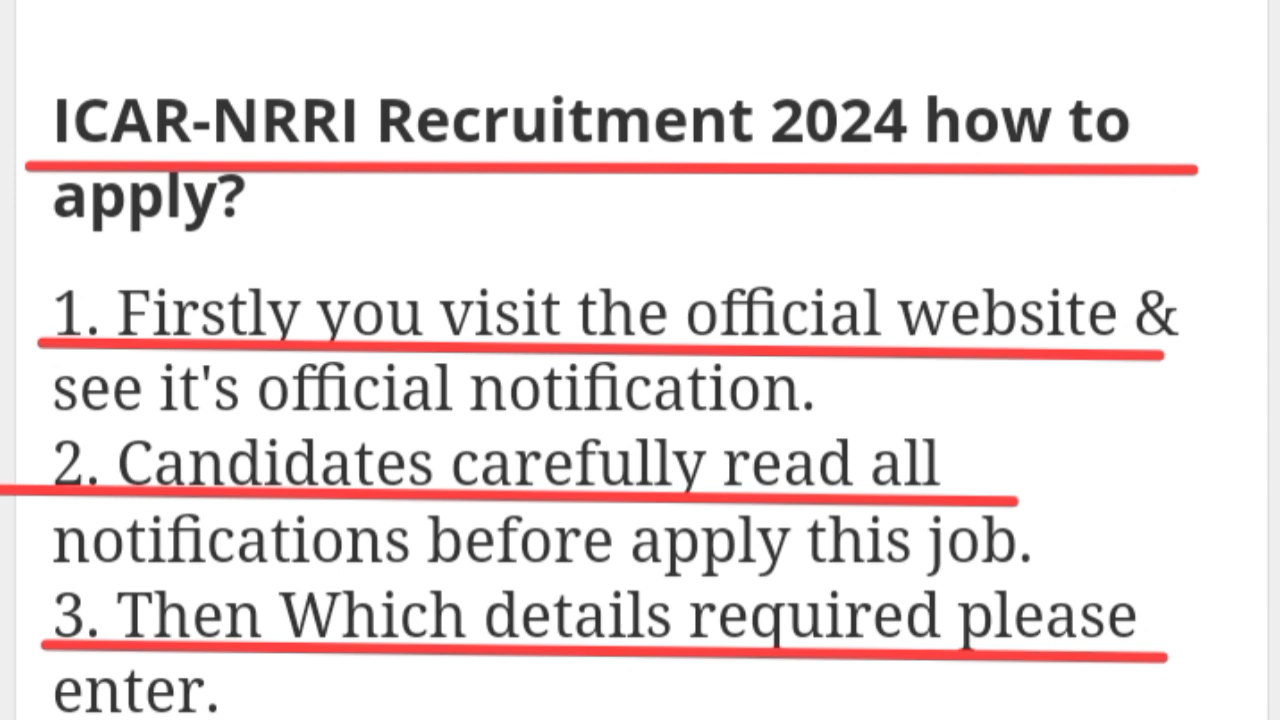 ICAR-NRRI Recruitment 2024 how to
apply?
1. Firstly you visit the official website &
see it's official notification.
2. Candidates carefully read all
notifications before apply this job.
3. Then Which details required please
enter.